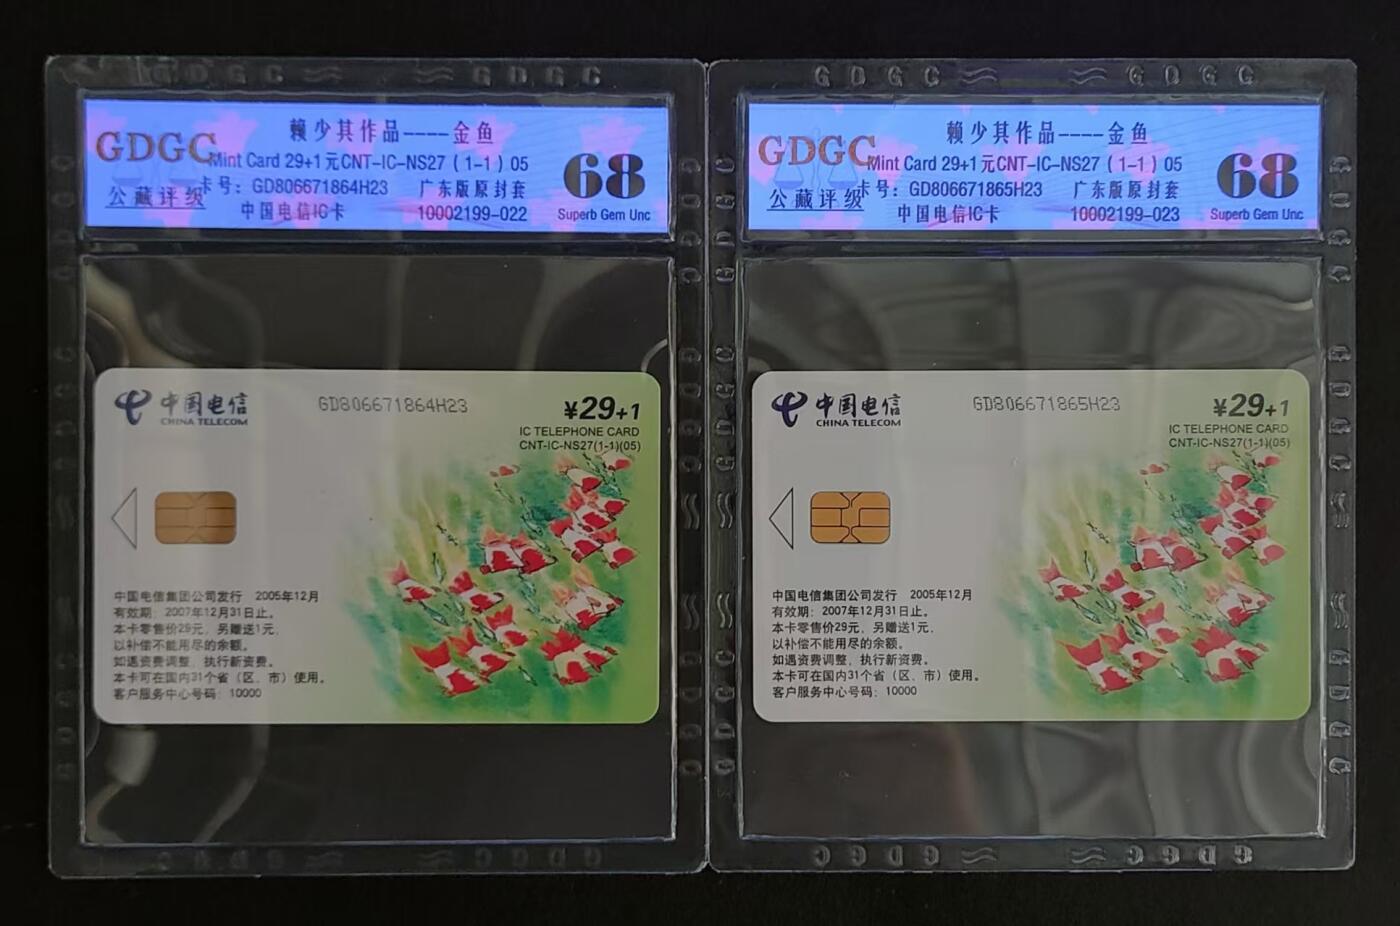 GDGC
公藏评级
赖少其作品----金鱼
Mint Card 29+1元CNT-IC-NS27（1-1）05
卡号：GD806671864H23 广东版原封套
中国电信IC卡 10002199-022
68
Superb Gem Unc
中国电信
CHINA TELECOM
GD806671864H23
¥29+1
IC TELEPHONE CARD
CNT-IC-NS27(1-1)(05)
中国电信集团公司发行 2005年12月
有效期：2007年12月31日止。
本卡零售价29元，另赠送1元，
以补偿不能用尽的余额。
如遇资费调整，执行新资费。
本卡可在国内31个省（区、市）使用。
客户服务中心号码：10000
GDGC
公藏评级
赖少其作品----金鱼
Mint Card 29+1元CNT-IC-NS27（1-1）05
卡号：GD806671865H23 广东版原封套
中国电信IC卡 10002199-023
68
Superb Gem Unc
中国电信
CHINA TELECOM
GD806671865H23
¥29+1
IC TELEPHONE CARD
CNT-IC-NS27(1-1)(05)
中国电信集团公司发行 2005年12月
有效期：2007年12月31日止。
本卡零售价29元，另赠送1元，
以补偿不能用尽的余额。
如遇资费调整，执行新资费。
本卡可在国内31个省（区、市）使用。
客户服务中心号码：10000